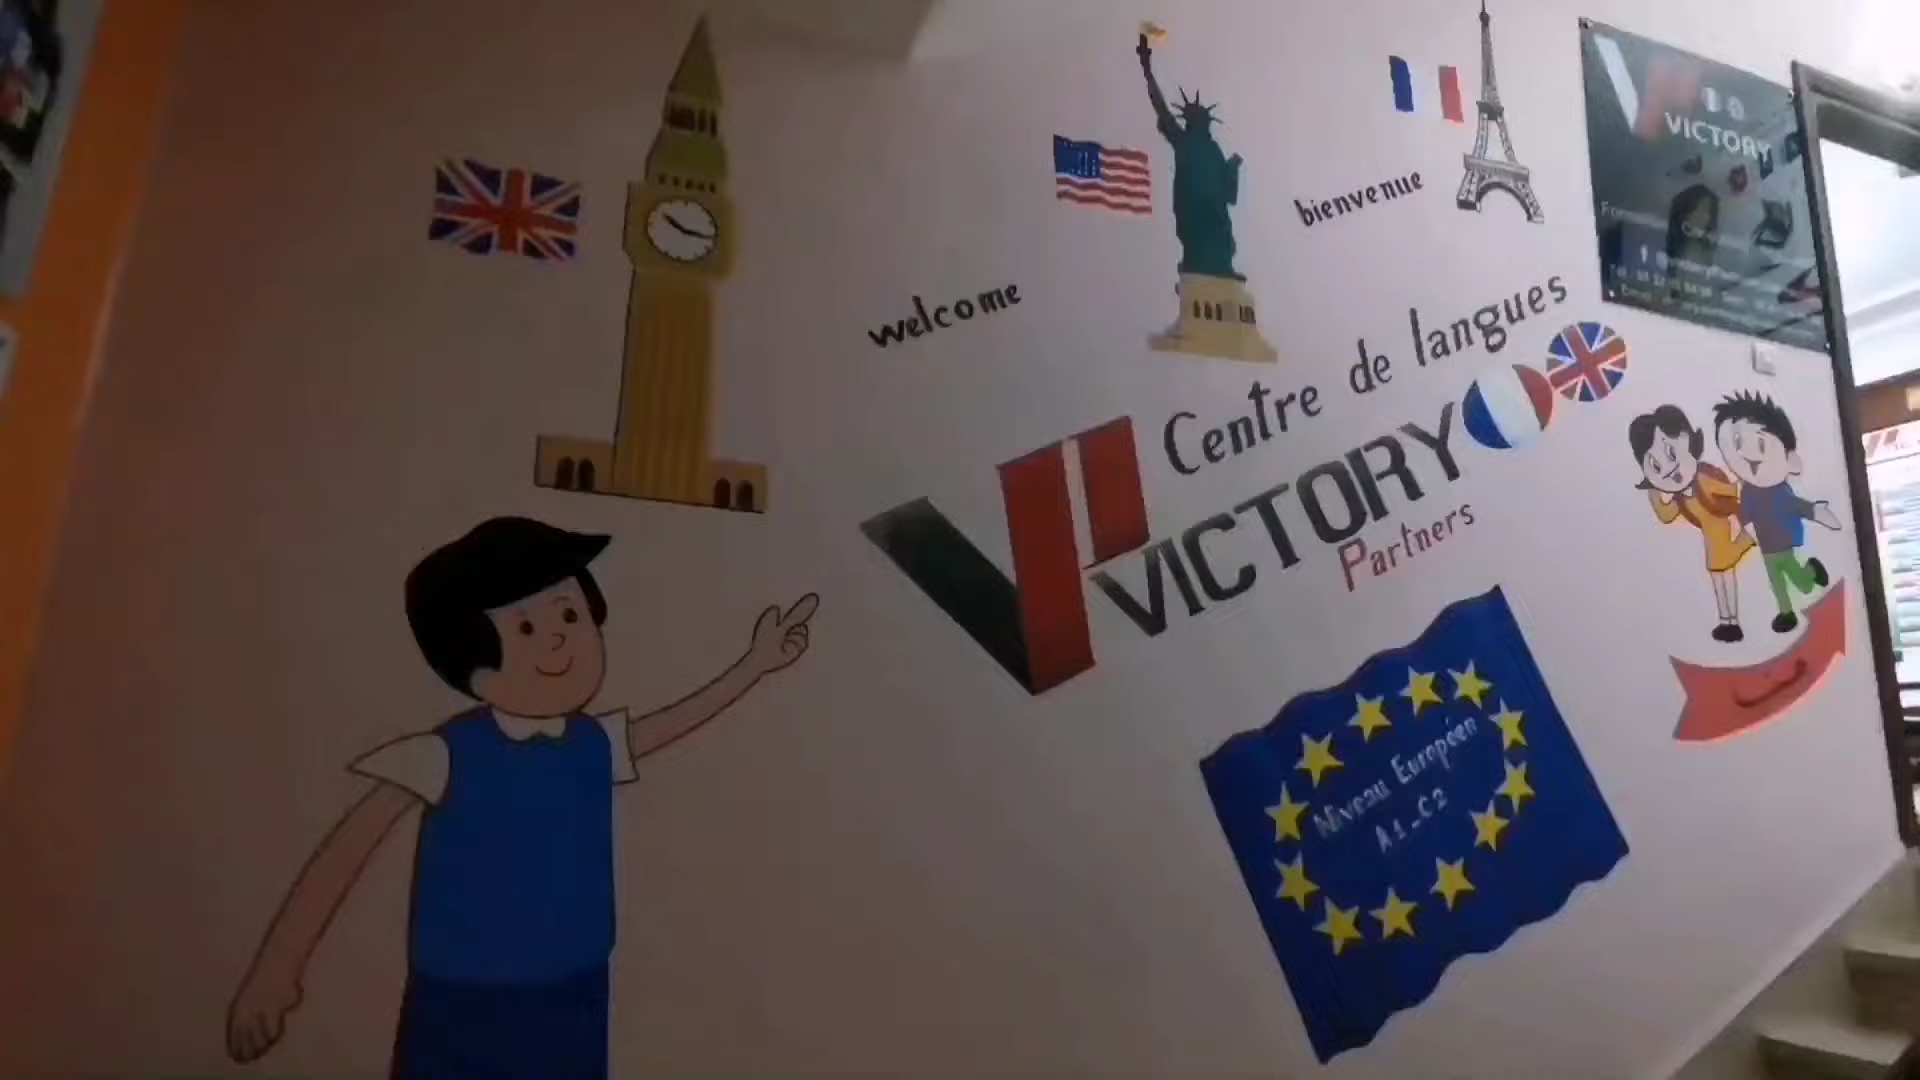 welcome
bienvenue
Centre de langues
VICTORY
Partners
Niveau Européen
A1_C2
VICTORY